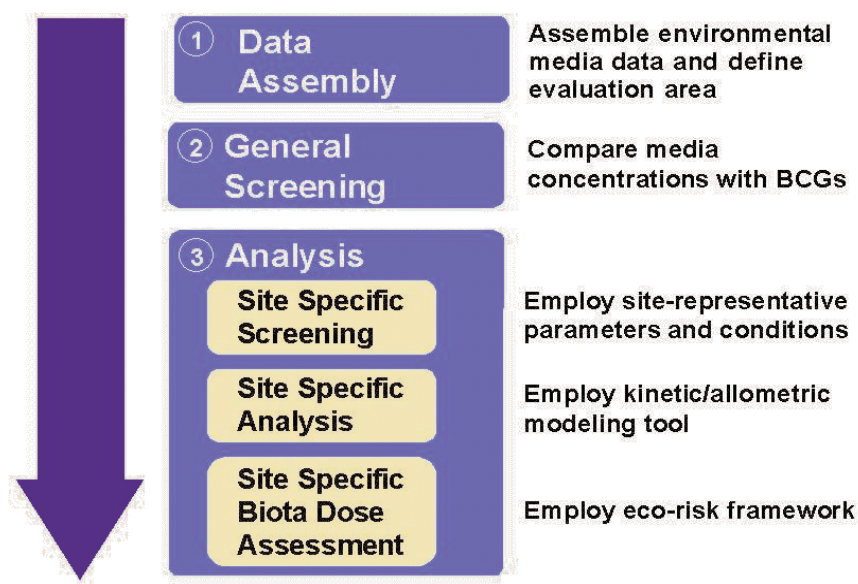 1 Data
Assembly
Assemble environmental
media data and define
evaluation area
2 General
Screening
Compare media
concentrations with BCGs
3 Analysis
Site Specific
Screening
Employ site-representative
parameters and conditions
Site Specific
Analysis
Employ kinetic/allometric
modeling tool
Site Specific
Biota Dose
Assessment
Employ eco-risk framework